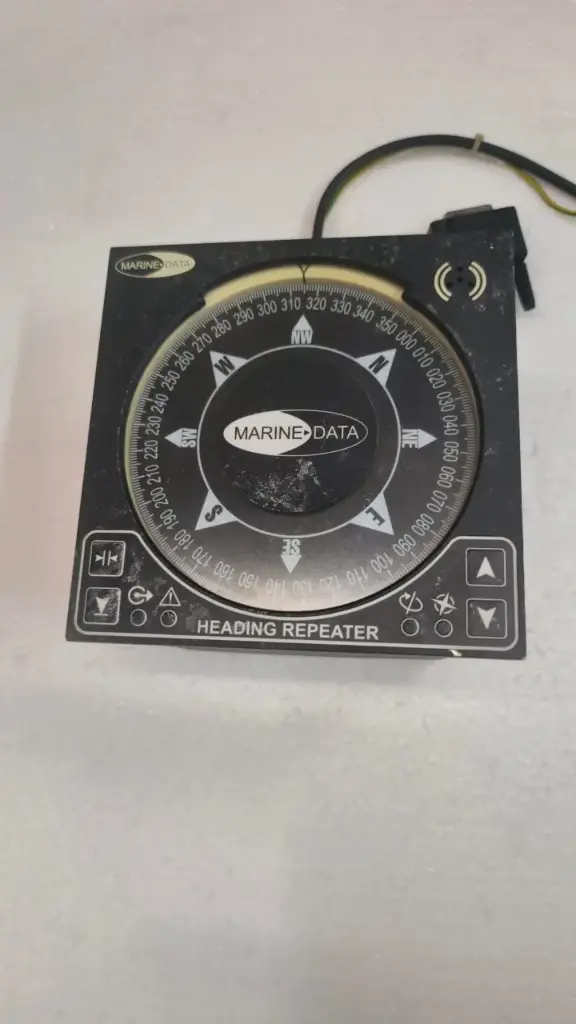 MARINE DATA
Y
260 270 280 290 300 310 320 330 340 350 000 010 020 030 040 050 060 070 080 090 100 110 120 130 140 150 160 170 180 190 200 210 220 230 240 250
NW
W N
SW MARINE DATA NE
S E
SE
HEADING REPEATER